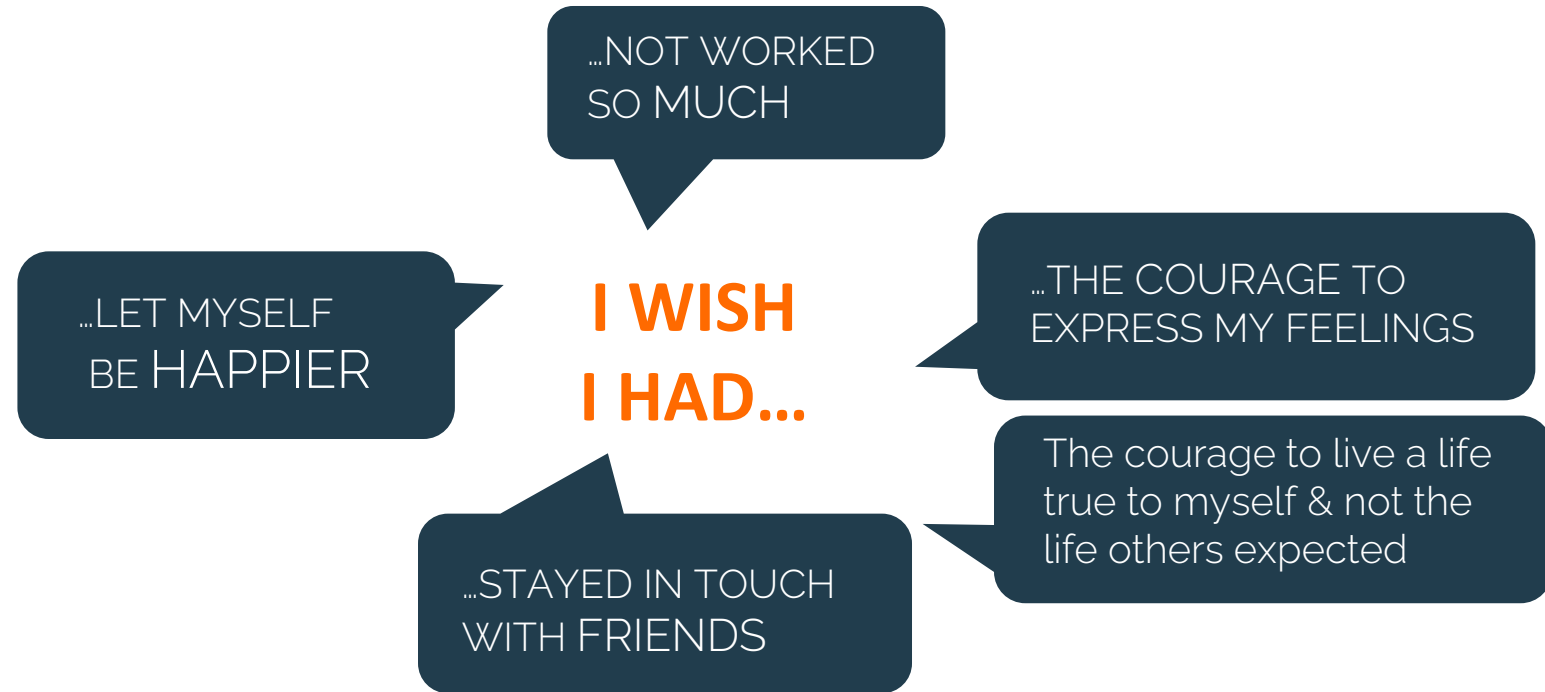 …NOT WORKED
SO MUCH
I WISH
I HAD…
…THE COURAGE TO
EXPRESS MY FEELINGS
The courage to live a life
true to myself & not the
life others expected
…STAYED IN TOUCH
WITH FRIENDS
…LET MYSELF
BE HAPPIER